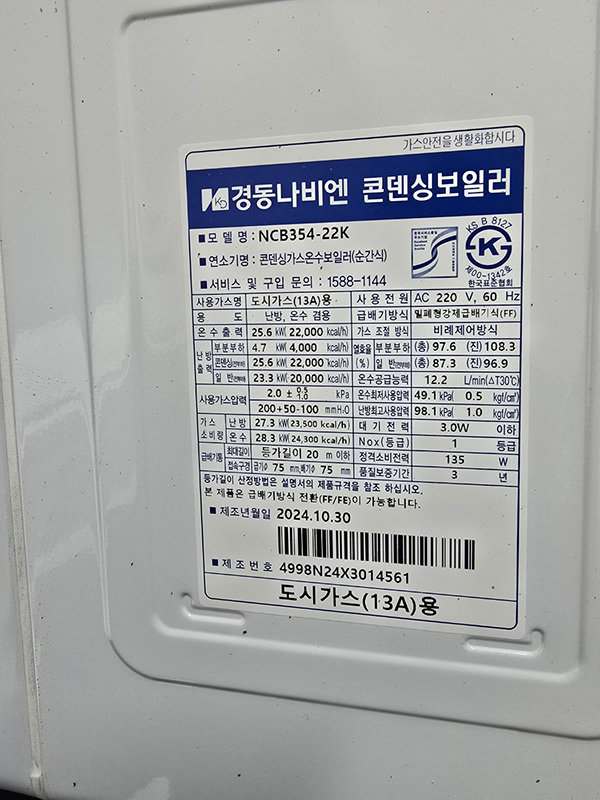 가스안전을 생활화합시다
KD 경동나비엔 콘덴싱보일러
■ 모 델 명 : NCB354-22K
■ 연소기명 : 콘덴싱가스온수보일러(순간식)
■ 서비스 및 구입 문의 : 1588-1144
KS B 8127
K
제00-1342호
한국표준협회
사용가스명 도시가스(13A)용 사 용 전 원 AC 220 V, 60 Hz
용 도 난방, 온수 겸용 급배기방식 밀폐형강제급배기식(FF)
온 수 출 력 25.6 kW( 22,000 kcal/h) 가스 조절 방식 비례제어방식
난방출력 부분부하 4.7 kW( 4,000 kcal/h) 열효율(%) 부분부하 (총) 97.6 (진) 108.3
콘덴싱(전부하) 25.6 kW( 22,000 kcal/h) 일 반(전부하) (총) 87.3 (진) 96.9
일 반(전부하) 23.3 kW( 20,000 kcal/h) 온수공급능력 12.2 L/min(ΔT30℃)
사용가스압력 2.0 ± 0.5 1.0 kPa 온수최저사용압력 49.1 kPa( 0.5 kgf/cm²)
200+50-100 mmH₂O 난방최고사용압력 98.1 kPa( 1.0 kgf/cm²)
가스소비량 난 방 27.3 kW( 23,500 kcal/h) 대 기 전 력 3.0W 이하
온 수 28.3 kW( 24,300 kcal/h) Nox(등급) 1 등급
급배기통 최대길이 등가길이 20 m 이하 정격소비전력 135 W
접속구경 급기Φ 75 mm,배기Φ 75 mm 품질보증기간 3 년
등가길이 산정방법은 설명서의 제품규격을 참조 하십시오.
본 제품은 급배기방식 전환(FF/FE)이 가능합니다.
■ 제조년월일 2024.10.30
■ 제 조 번 호 4998N24X3014561
도시가스(13A)용